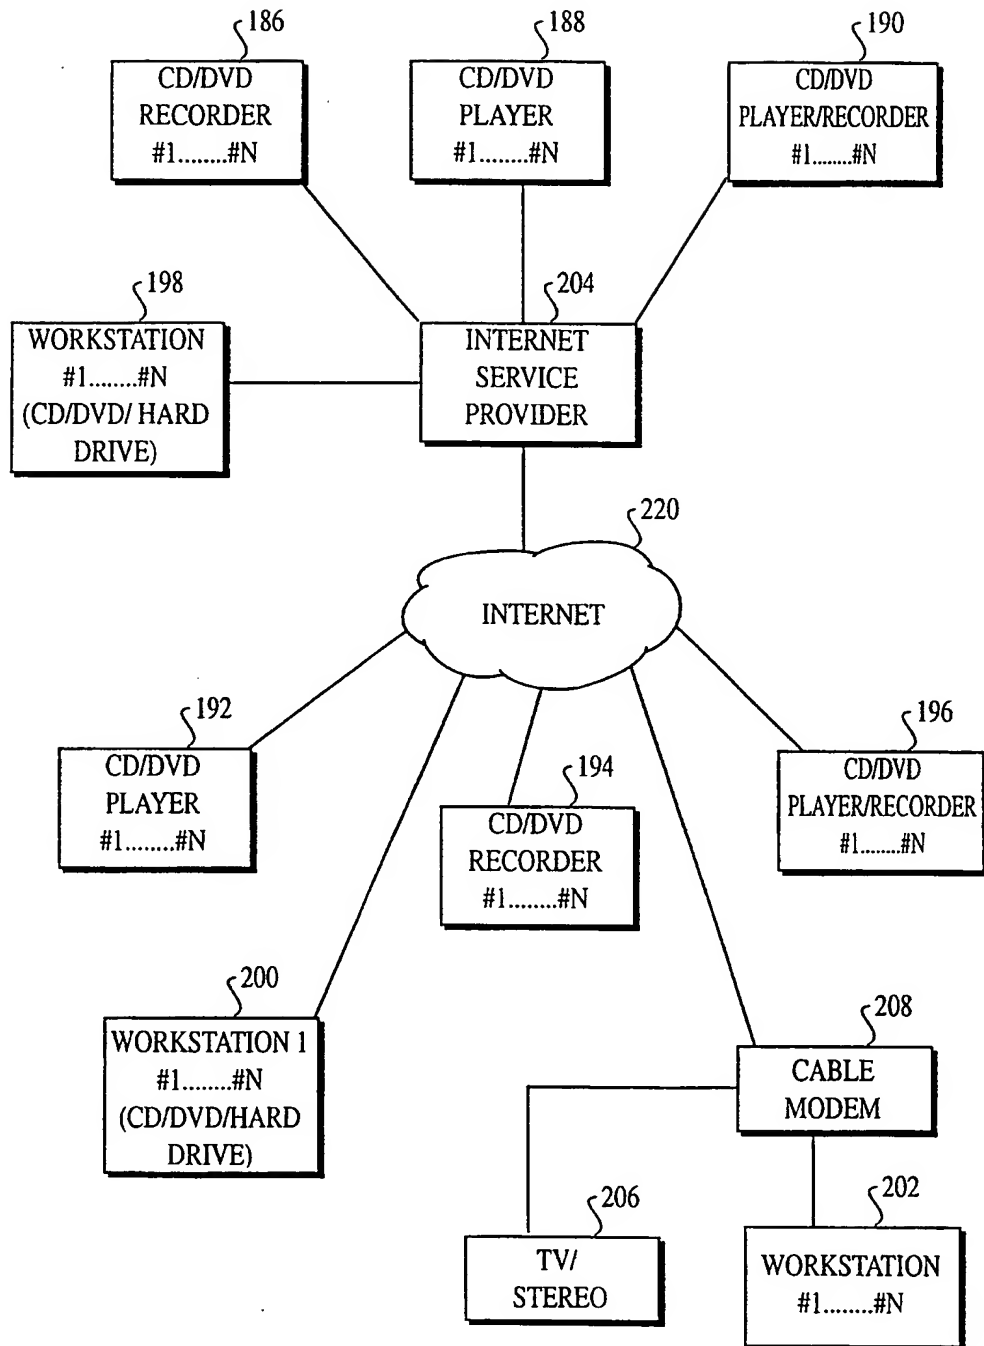 186
188
190
CD/DVD
RECORDER
#1........#N
CD/DVD
PLAYER
#1........#N
CD/DVD
PLAYER/RECORDER
#1........#N
198
204
WORKSTATION
#1........#N
(CD/DVD/ HARD
DRIVE)
INTERNET
SERVICE
PROVIDER
220
INTERNET
192
194
196
CD/DVD
PLAYER
#1........#N
CD/DVD
RECORDER
#1........#N
CD/DVD
PLAYER/RECORDER
#1........#N
200
208
WORKSTATION 1
#1........#N
(CD/DVD/HARD
DRIVE)
CABLE
MODEM
206
202
TV/
STEREO
WORKSTATION
#1........#N